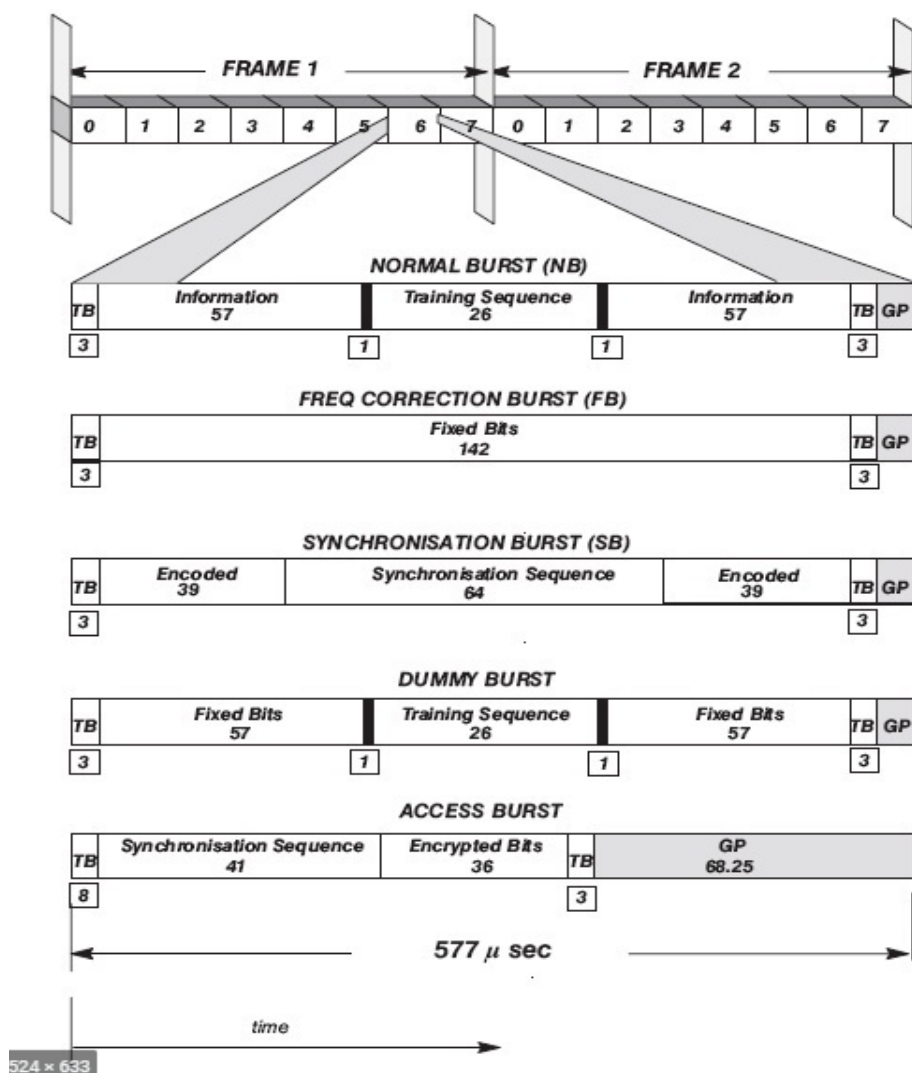 FRAME 1
FRAME 2
0 1 2 3 4 5 6 7 0 1 2 3 4 5 6 7
NORMAL BURST (NB)
TB Information 57 Training Sequence 26 Information 57 TB GP
3 1 1 3
FREQ CORRECTION BURST (FB)
TB Fixed Bits 142 TB GP
3 3
SYNCHRONISATION BURST (SB)
TB Encoded 39 Synchronisation Sequence 64 Encoded 39 TB GP
3 3
DUMMY BURST
TB Fixed Bits 57 Training Sequence 26 Fixed Bits 57 TB GP
3 1 1 3
ACCESS BURST
TB Synchronisation Sequence 41 Encrypted Bits 36 TB GP 68.25
8 3
577 μ sec
time
524 × 633